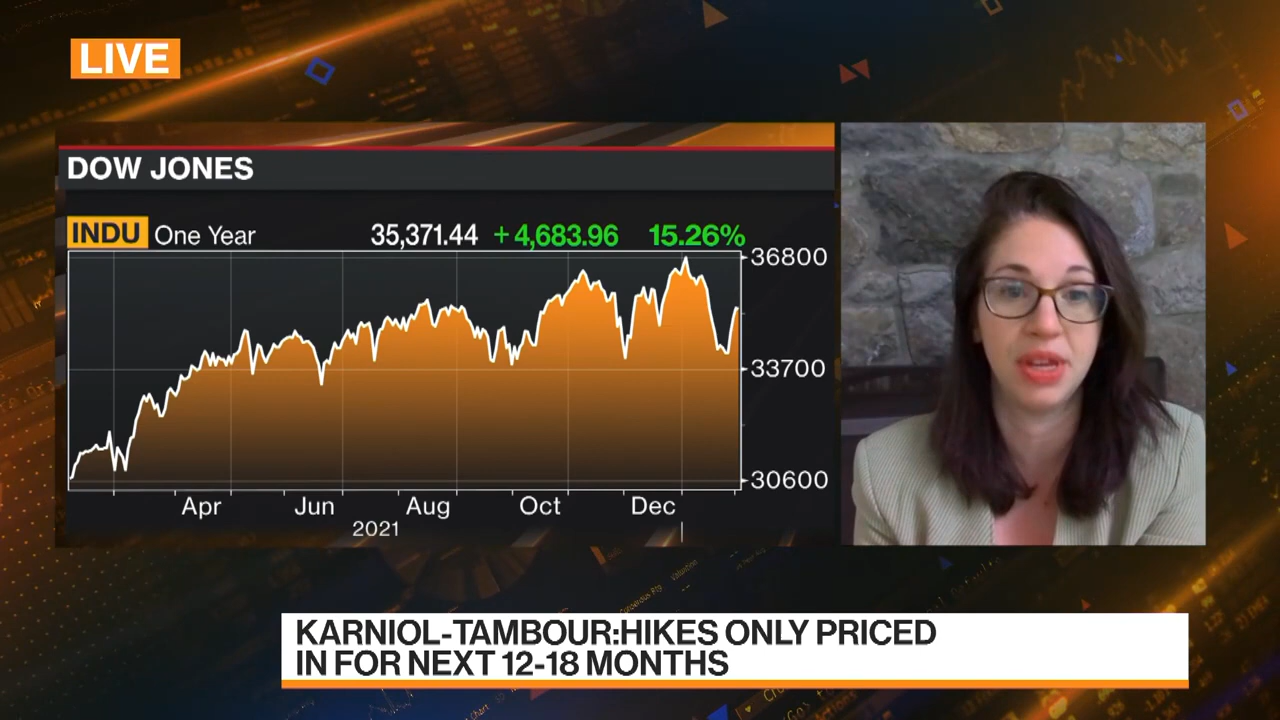 LIVE
DOW JONES
INDU One Year 35,371.44 + 4,683.96 15.26%
36800
33700
30600
Apr Jun Aug Oct Dec
2021
KARNIOL-TAMBOUR:HIKES ONLY PRICED
IN FOR NEXT 12-18 MONTHS